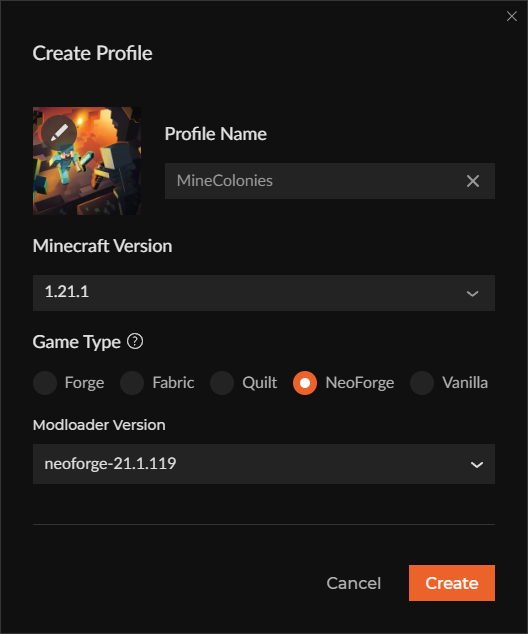 Create Profile
Profile Name
MineColonies
Minecraft Version
1.21.1
Game Type ?
Forge Fabric Quilt NeoForge Vanilla
Modloader Version
neoforge-21.1.119
Cancel Create